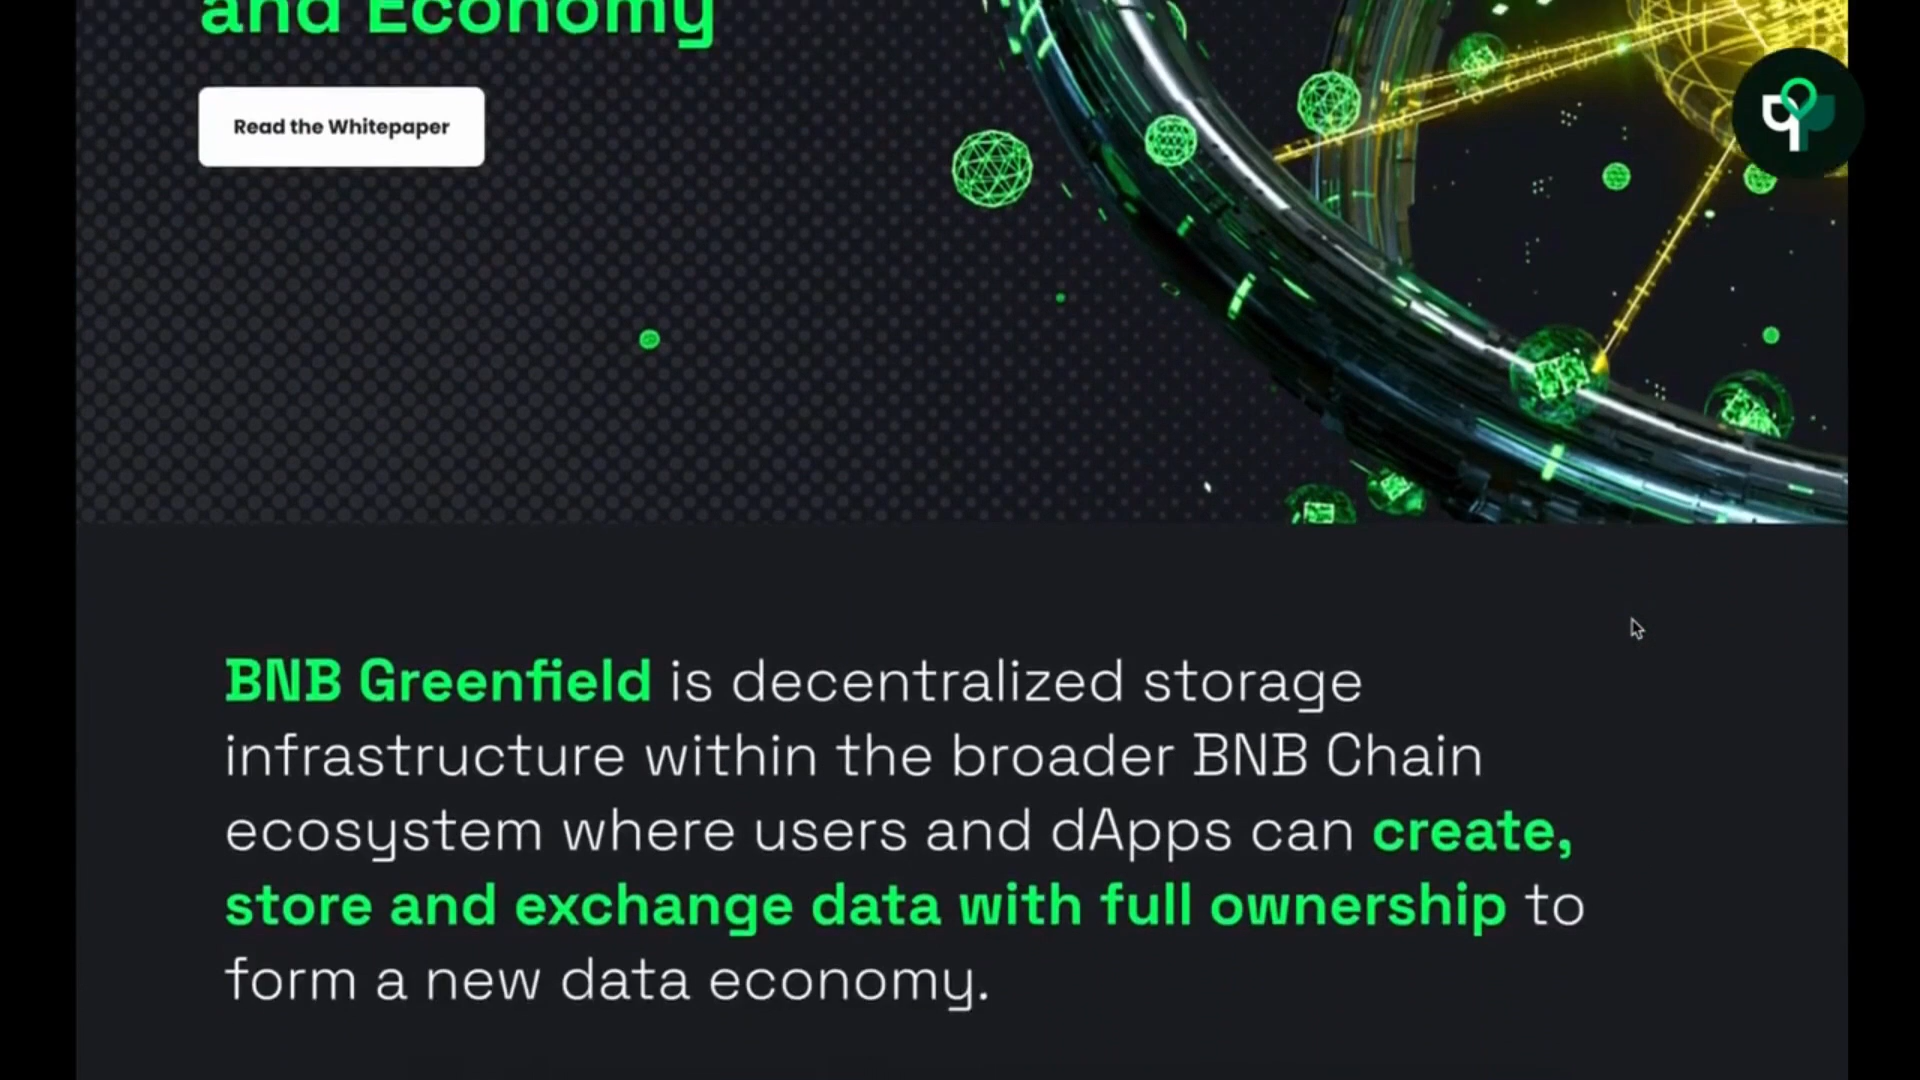 and Economy
Read the Whitepaper
BNB Greenfield is decentralized storage
infrastructure within the broader BNB Chain
ecosystem where users and dApps can create,
store and exchange data with full ownership to
form a new data economy.